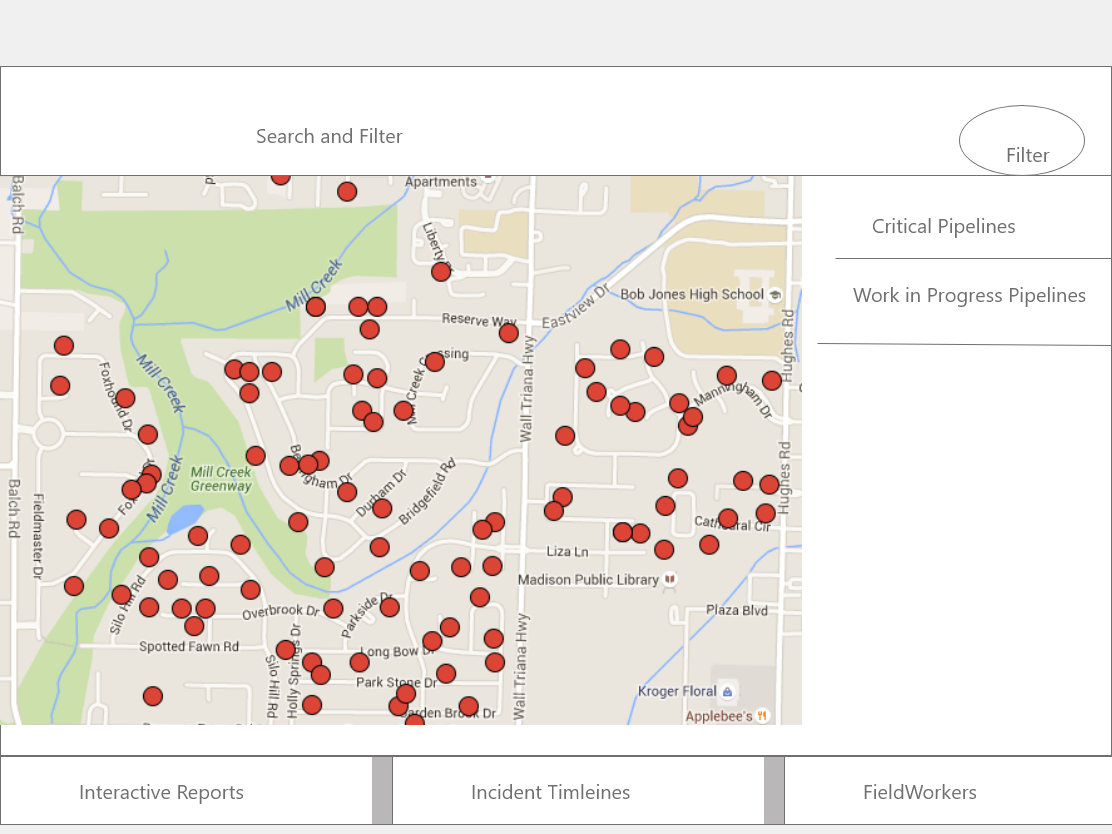 Search and Filter
Filter
Critical Pipelines
Work in Progress Pipelines
Balch Rd
Apartments
Liberty Dr
Mill Creek
Bob Jones High School
Eastview Dr
Reserve Way
Hughes Rd
Wall Triana Hwy
Mill Creek
Foxhound Dr
Manningham Dr
Mill Creek
Greenway
Mill Creek
Durham Dr
Bridgefield Rd
Hughes Rd
Balch Rd
Fieldmaster Dr
Cathedral Cir
Liza Ln
Madison Public Library
Silo Hill Rd
Overbrook Dr
Parkside Dr
Plaza Blvd
Spotted Fawn Rd
Long Bow Dr
Silo Hill Rd
Holly Springs Dr
Park Stone Dr
Wall Triana Hwy
Kroger Floral
Garden Brook Dr
Applebee's
Interactive Reports
Incident Timleines
FieldWorkers